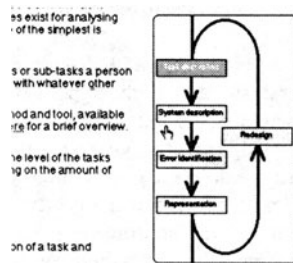 es exist for analysing
of the simplest is
s or sub-tasks a person
with whatever other
nod and tool, available
ere for a brief overview.
ne level of the tasks
ng on the amount of
on of a task and
System description
Error identification
Representation
Redesign